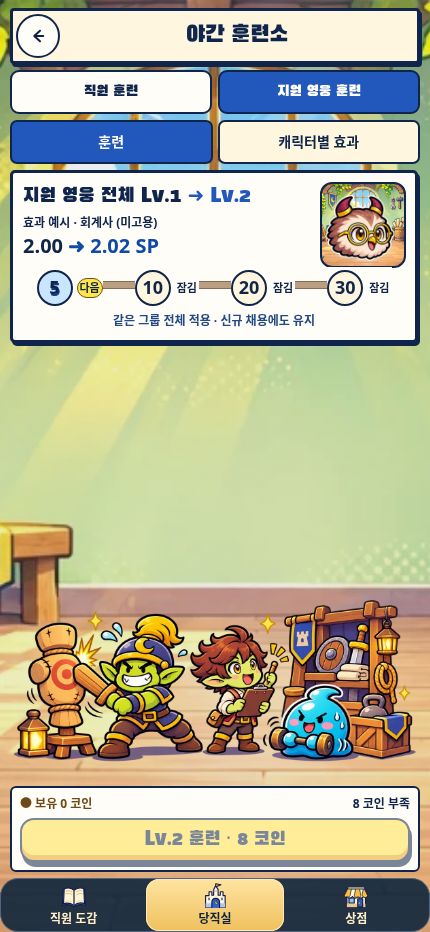 야간 훈련소
직원 훈련
지원 영웅 훈련
훈련
캐릭터별 효과
지원 영웅 전체 Lv.1 → Lv.2
효과 예시 · 회계사 (미고용)
2.00 → 2.02 SP
5 다음 10 잠김 20 잠김 30 잠김
같은 그룹 전체 적용 · 신규 채용에도 유지
보유 0 코인
8 코인 부족
Lv.2 훈련 · 8 코인
직원 도감
당직실
상점